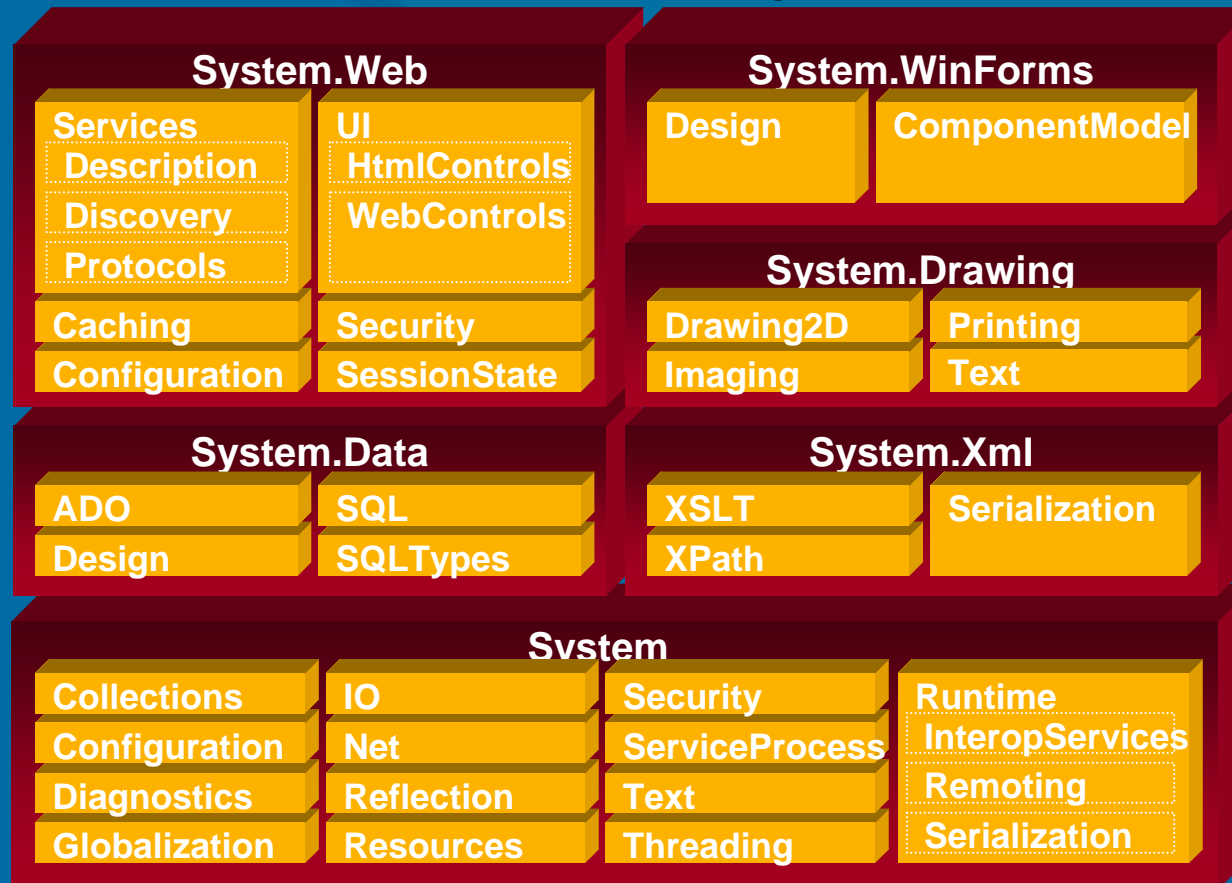 System.Web
Services
Description
Discovery
Protocols
UI
HtmlControls
WebControls
Caching
Security
Configuration
SessionState
System.WinForms
Design
ComponentModel
System.Drawing
Drawing2D
Printing
Imaging
Text
System.Data
ADO
SQL
Design
SQLTypes
System.Xml
XSLT
Serialization
XPath
System
Collections
Configuration
Diagnostics
Globalization
IO
Net
Reflection
Resources
Security
ServiceProcess
Text
Threading
Runtime
InteropServices
Remoting
Serialization